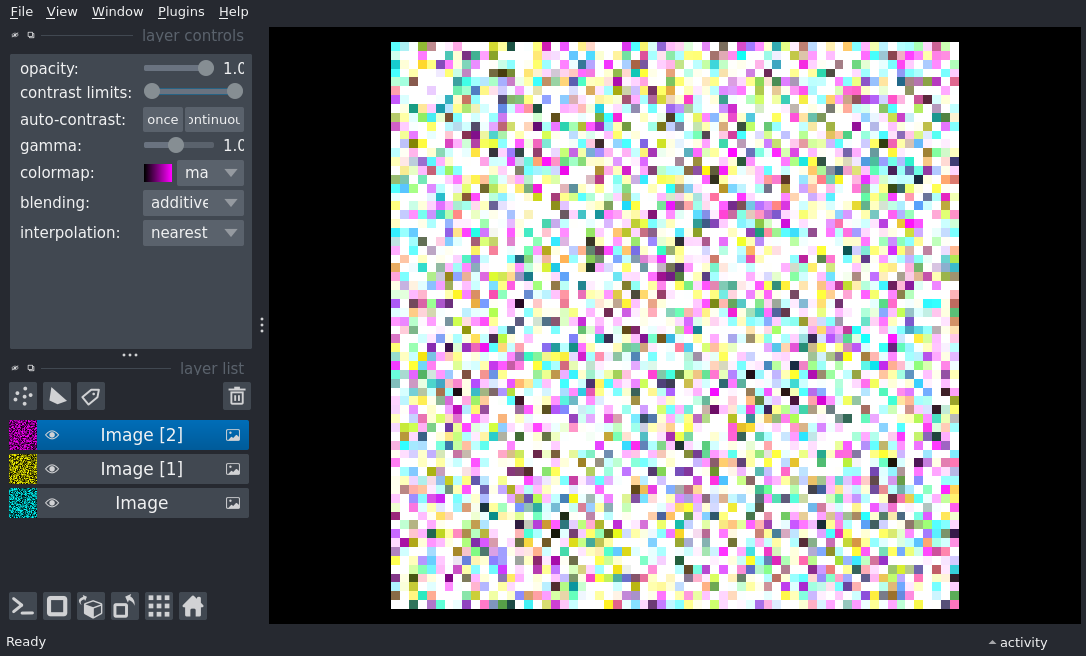 File View Window Plugins Help
layer controls
opacity: 1.0
contrast limits:
auto-contrast: once ontinuou
gamma: 1.0
colormap: ma
blending: additive
interpolation: nearest
layer list
Image [2]
Image [1]
Image
Ready
activity